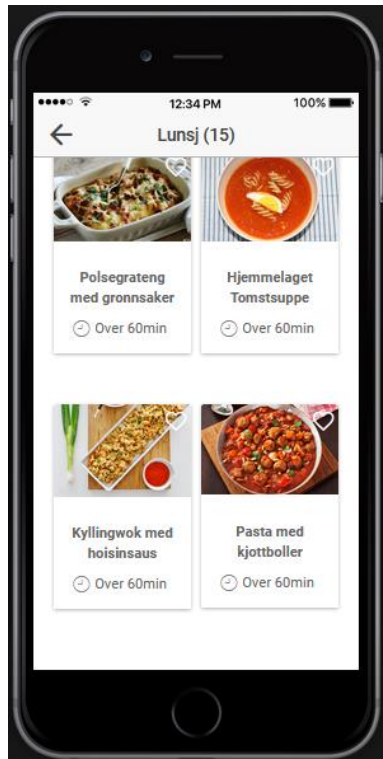 12:34 PM
100%
Lunsj (15)
Polsegrateng
med gronnsaker
Over 60min
Hjemmelaget
Tomstsuppe
Over 60min
Kyllingwok med
hoisinsaus
Over 60min
Pasta med
kjottboller
Over 60min